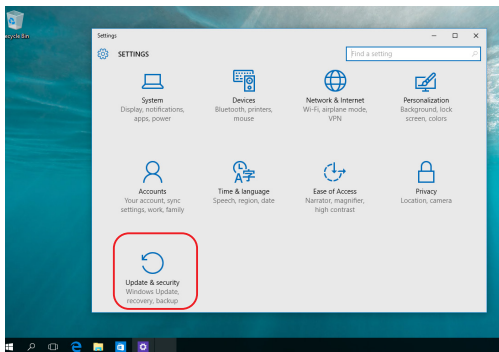 ecycle Bin
Settings
SETTINGS
Find a setting
System
Display, notifications,
apps, power
Devices
Bluetooth, printers,
mouse
Network & Internet
Wi-Fi, airplane mode,
VPN
Personalization
Background, lock
screen, colors
Accounts
Your account, sync
settings, work, family
Time & language
Speech, region, date
Ease of Access
Narrator, magnifier,
high contrast
Privacy
Location, camera
Update & security
Windows Update,
recovery, backup